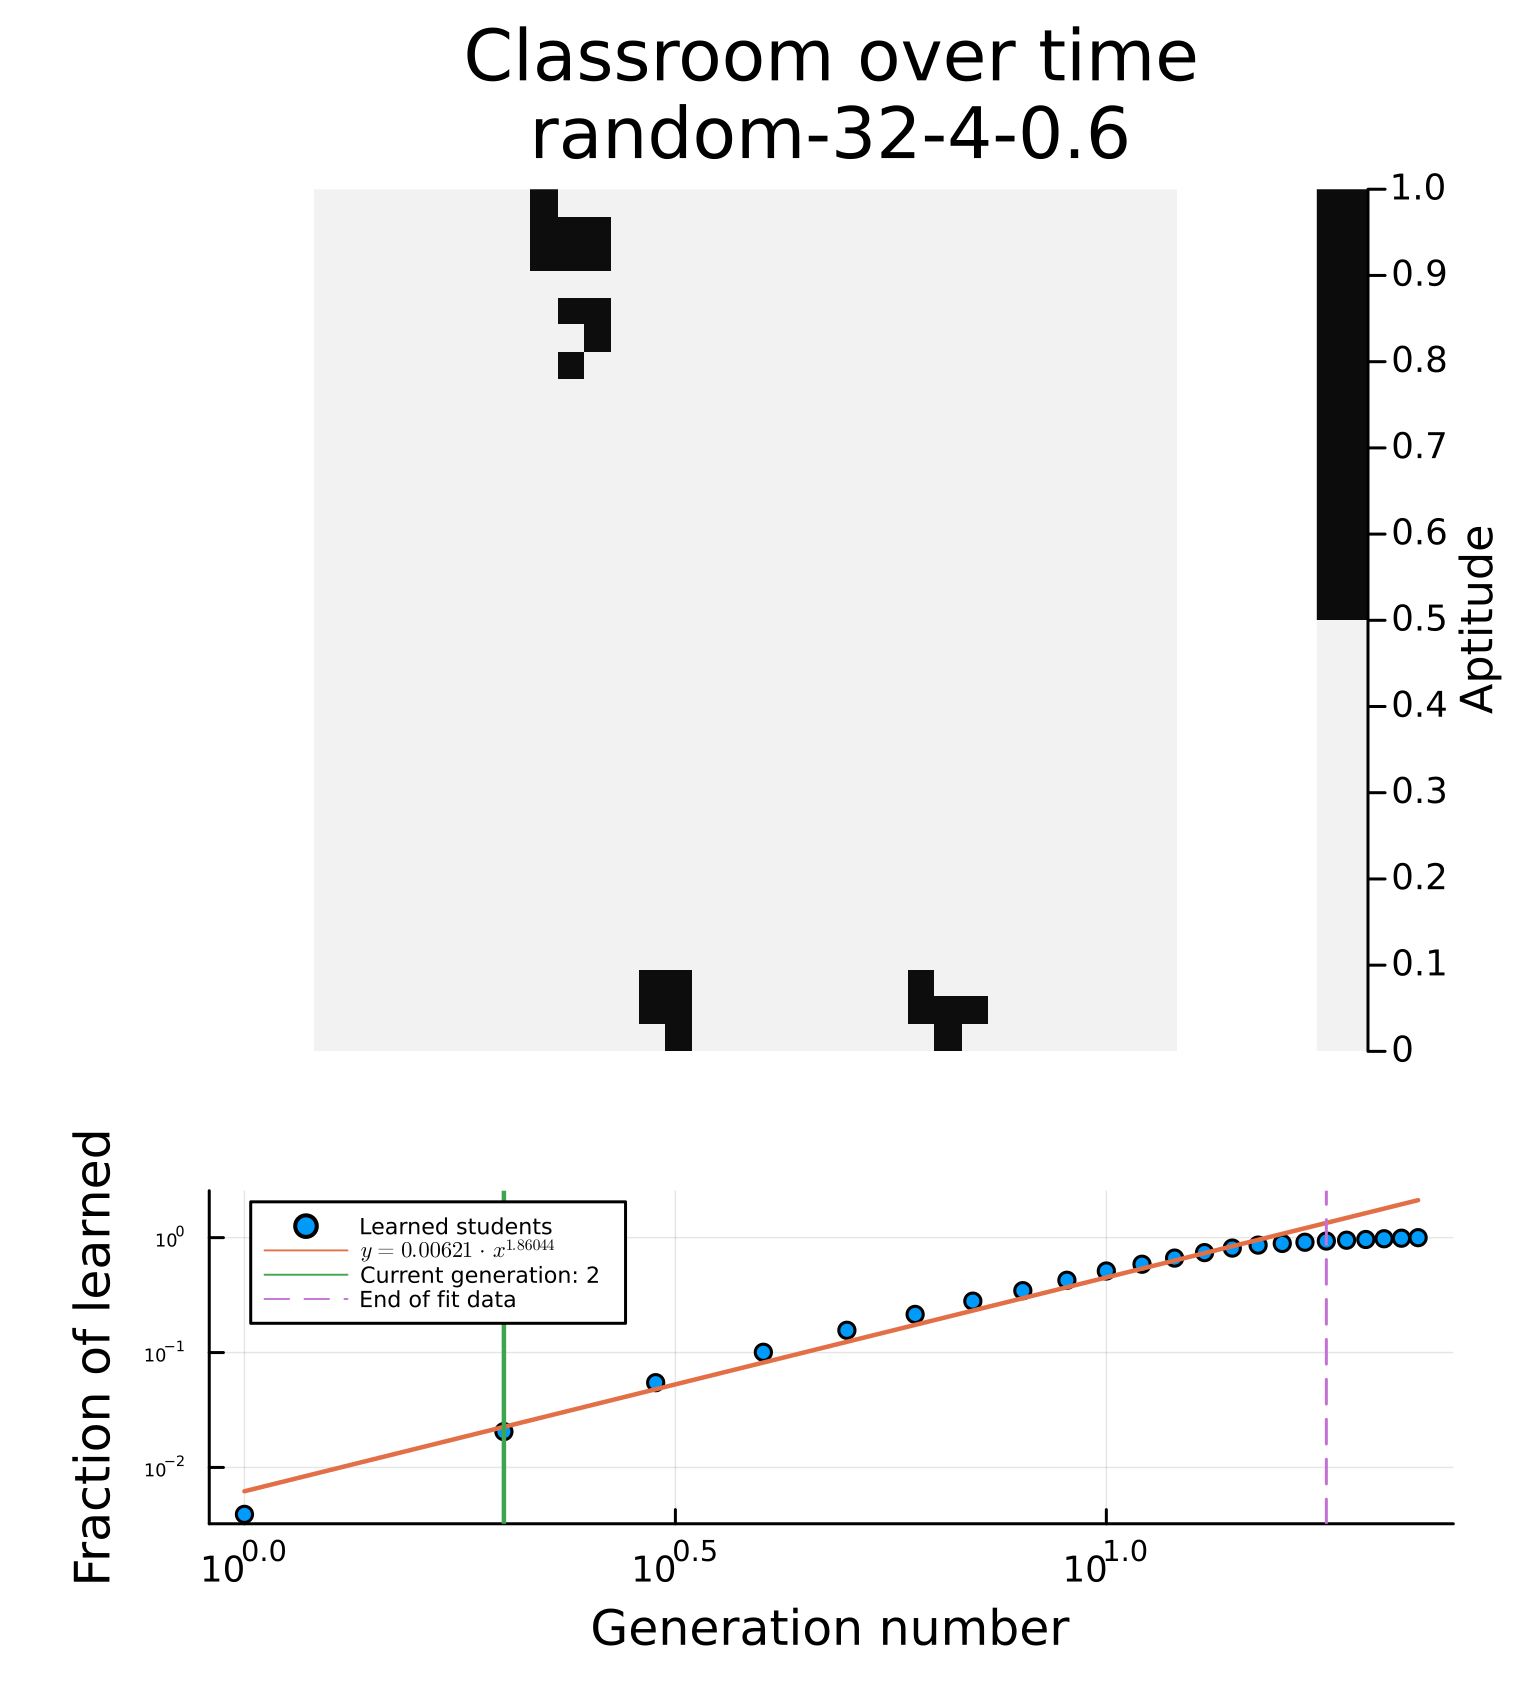 Classroom over time
random-32-4-0.6
1.0
0.9
0.8
0.7
0.6
0.5
0.4
0.3
0.2
0.1
0
Aptitude
Fraction of learned
10⁰
10⁻¹
10⁻²
Learned students
y = 0.00621 · x^1.86044
Current generation: 2
End of fit data
10^0.0
10^0.5
10^1.0
Generation number